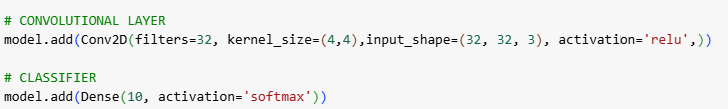 # CONVOLUTIONAL LAYER
model.add(Conv2D(filters=32, kernel_size=(4,4),input_shape=(32, 32, 3), activation='relu',))
# CLASSIFIER
model.add(Dense(10, activation='softmax'))